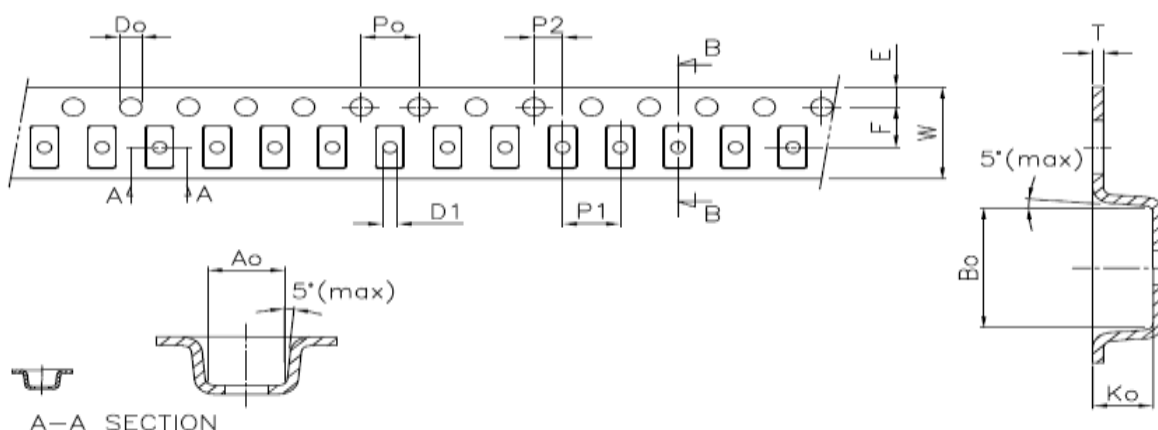 Do
Po
P2
B
T
E
F
W
A
A
D1
P1
B
5°(max)
Bo
Ao
5°(max)
Ko
A-A SECTION